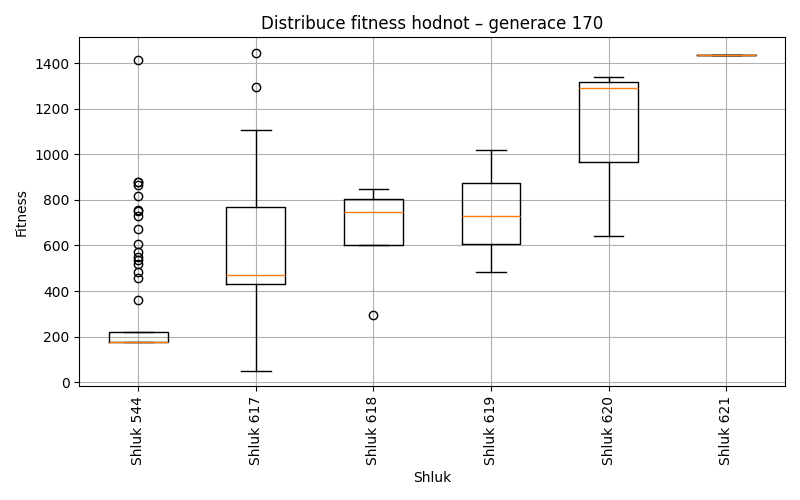 Distribuce fitness hodnot – generace 170
Fitness
1400
1200
1000
800
600
400
200
0
Shluk 544
Shluk 617
Shluk 618
Shluk 619
Shluk 620
Shluk 621
Shluk